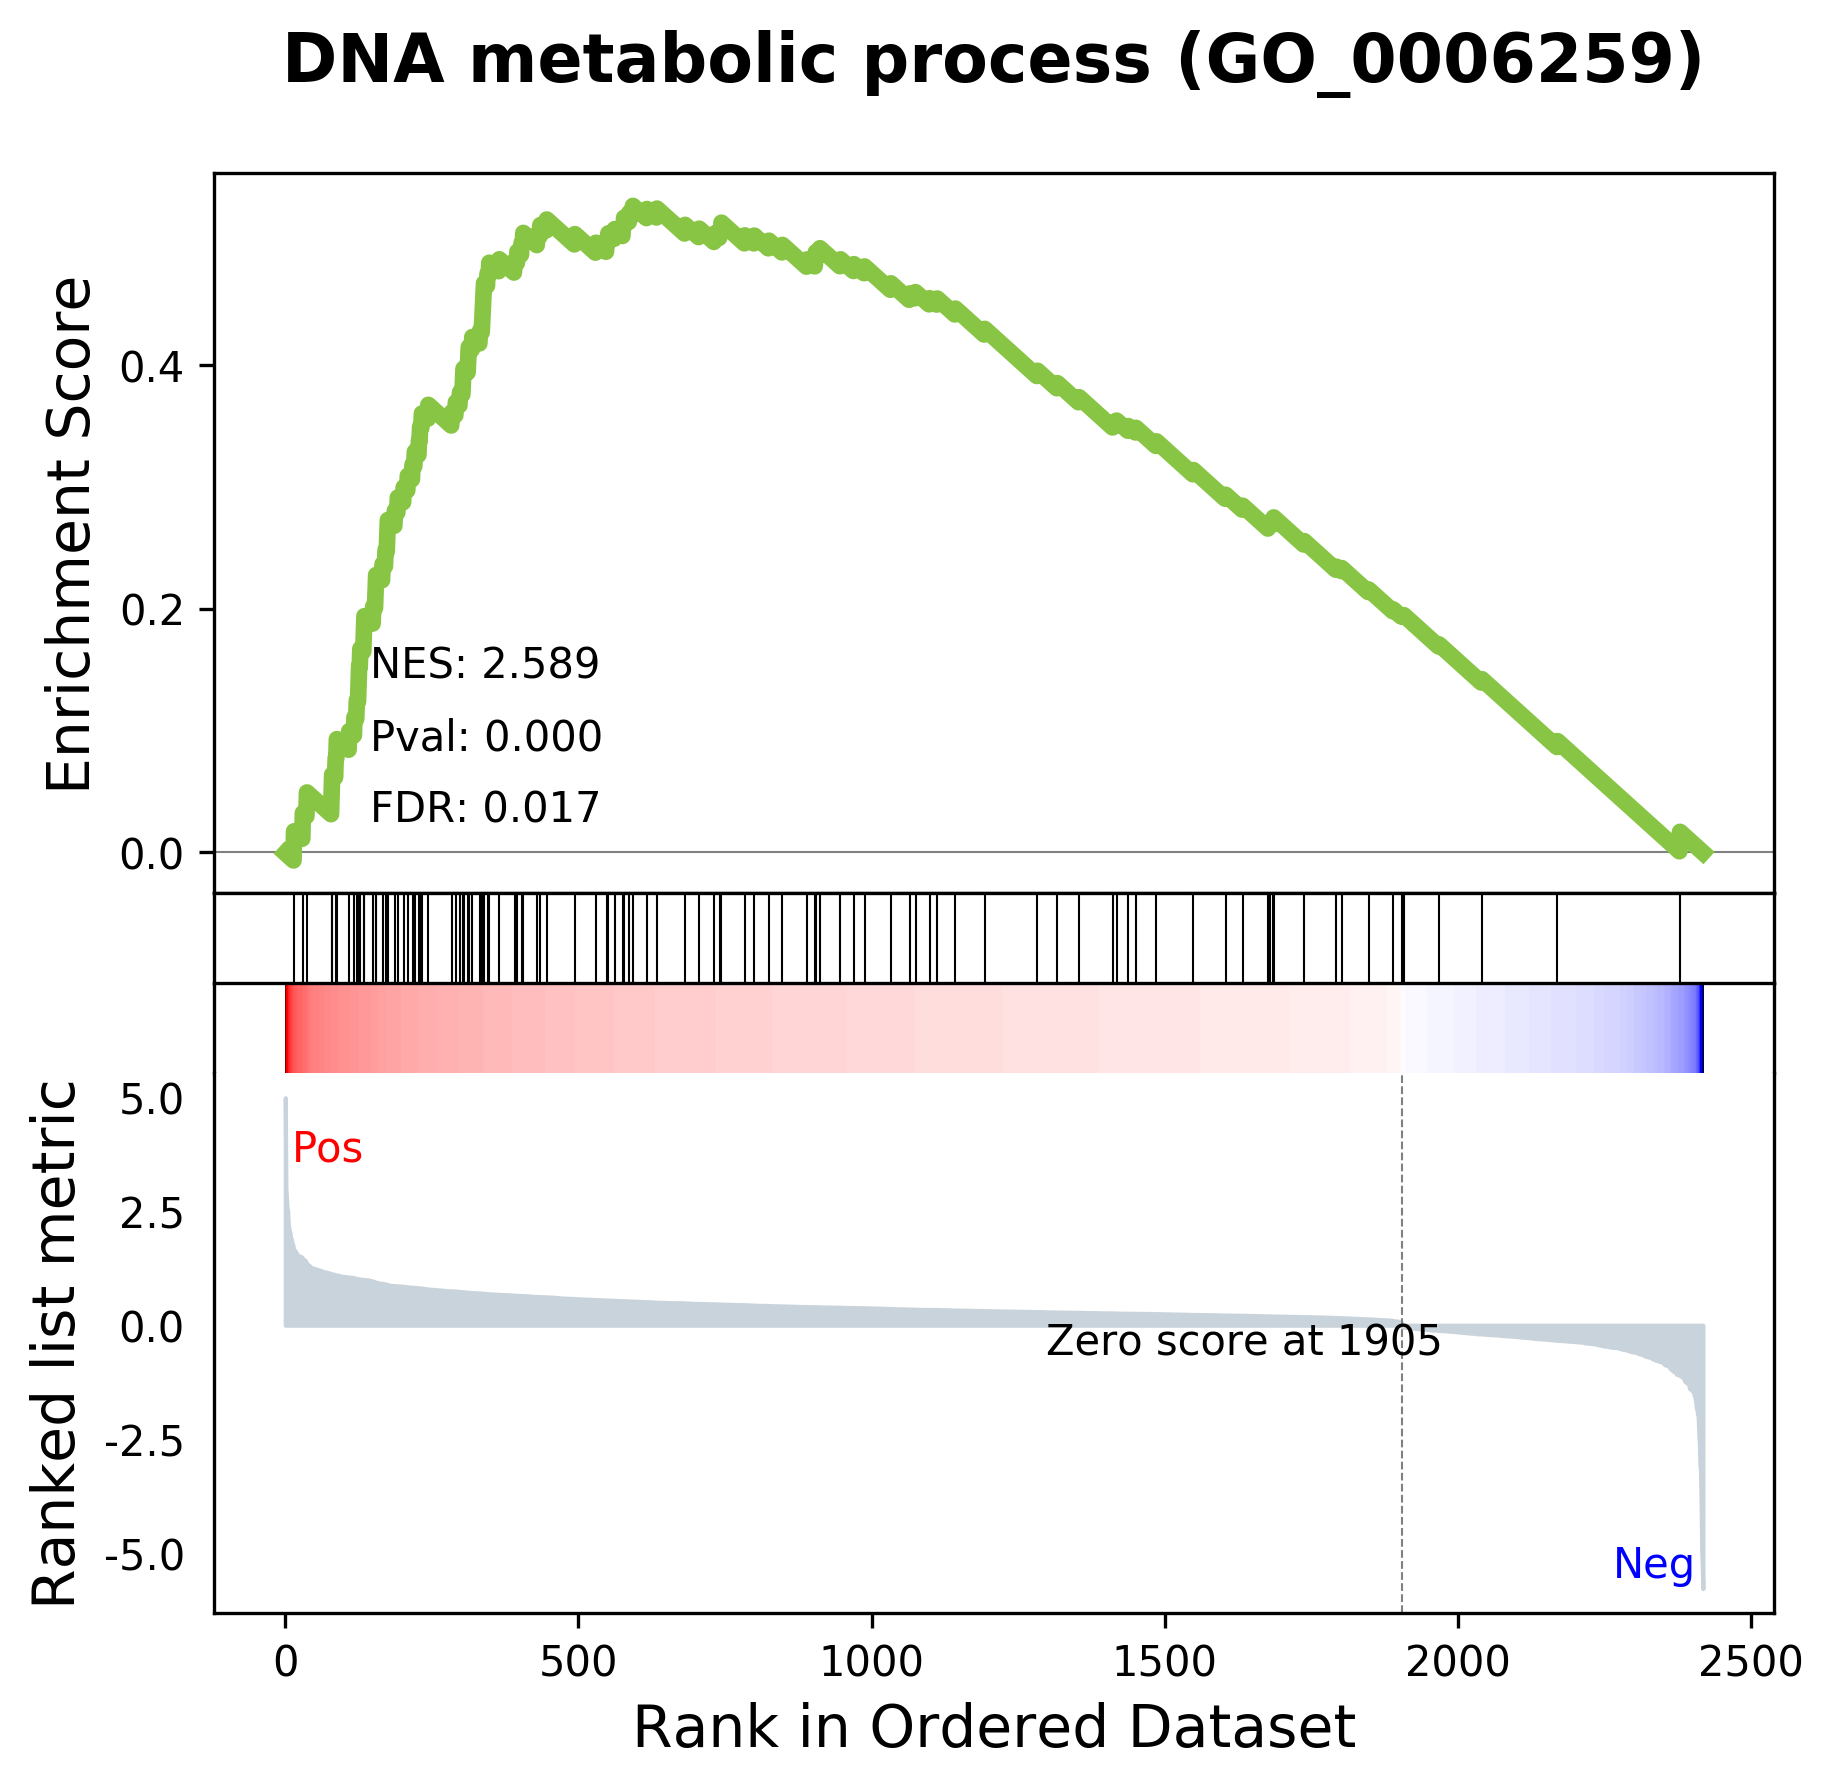 DNA metabolic process (GO_0006259)
Enrichment Score
0.4
0.2
0.0
NES: 2.589
Pval: 0.000
FDR: 0.017
Ranked list metric
5.0
2.5
0.0
-2.5
-5.0
Pos
Zero score at 1905
Neg
0 500 1000 1500 2000 2500
Rank in Ordered Dataset